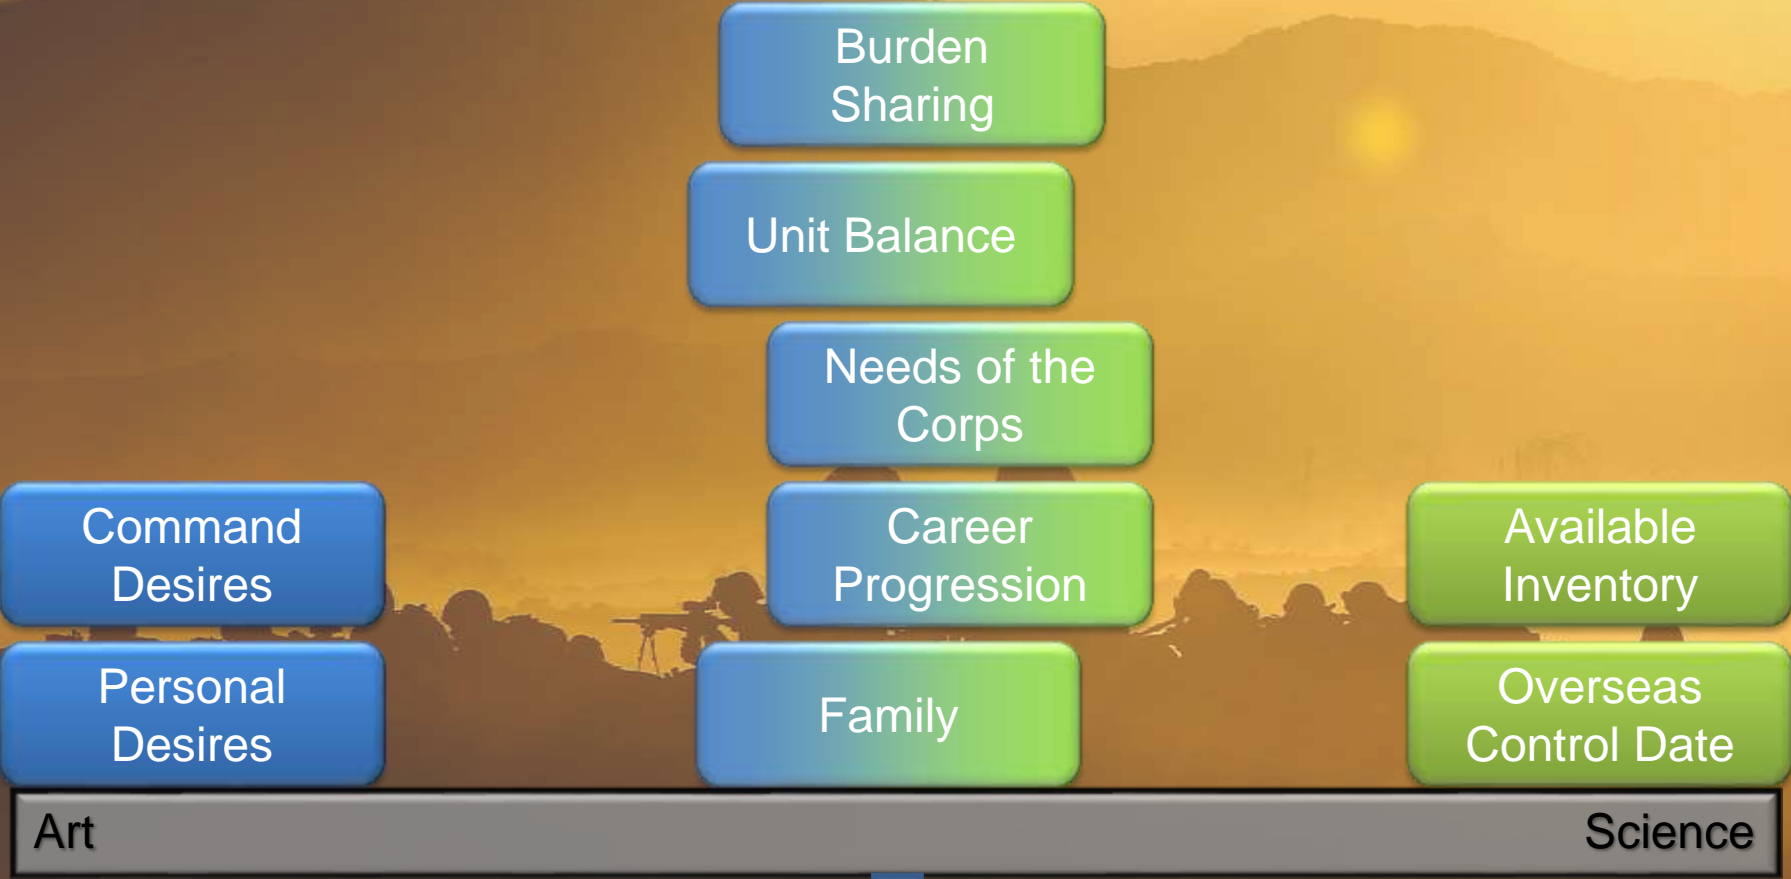 Burden
Sharing
Unit Balance
Needs of the
Corps
Command
Desires
Career
Progression
Available
Inventory
Personal
Desires
Family
Overseas
Control Date
Art
Science